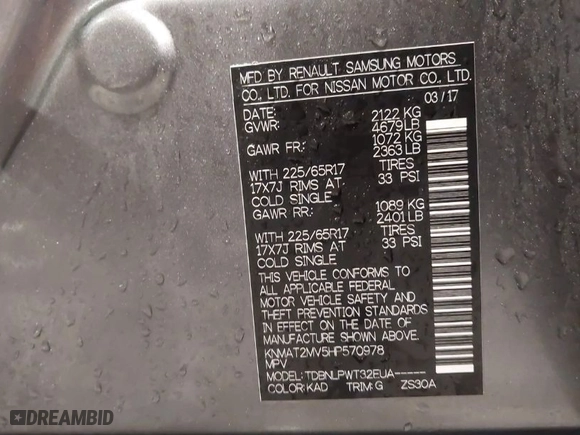 MFD BY RENAULT SAMSUNG MOTORS
CO., LTD. FOR NISSAN MOTOR CO., LTD.
03/17
DATE:
GVWR: 2122 KG
4679 LB
GAWR FR: 1072 KG
2363 LB
WITH 225/65R17 TIRES
17X7J RIMS AT 33 PSI
COLD SINGLE
GAWR RR: 1089 KG
2401 LB
WITH 225/65R17 TIRES
17X7J RIMS AT 33 PSI
COLD SINGLE
THIS VEHICLE CONFORMS TO
ALL APPLICABLE FEDERAL
MOTOR VEHICLE SAFETY AND
THEFT PREVENTION STANDARDS
IN EFFECT ON THE DATE OF
MANUFACTURE SHOWN ABOVE.
KNMAT2MV5HP570978
MPV
MODEL: TDBNLPWT32EUA
COLOR: KAD TRIM: G ZS30A
DREAMBID